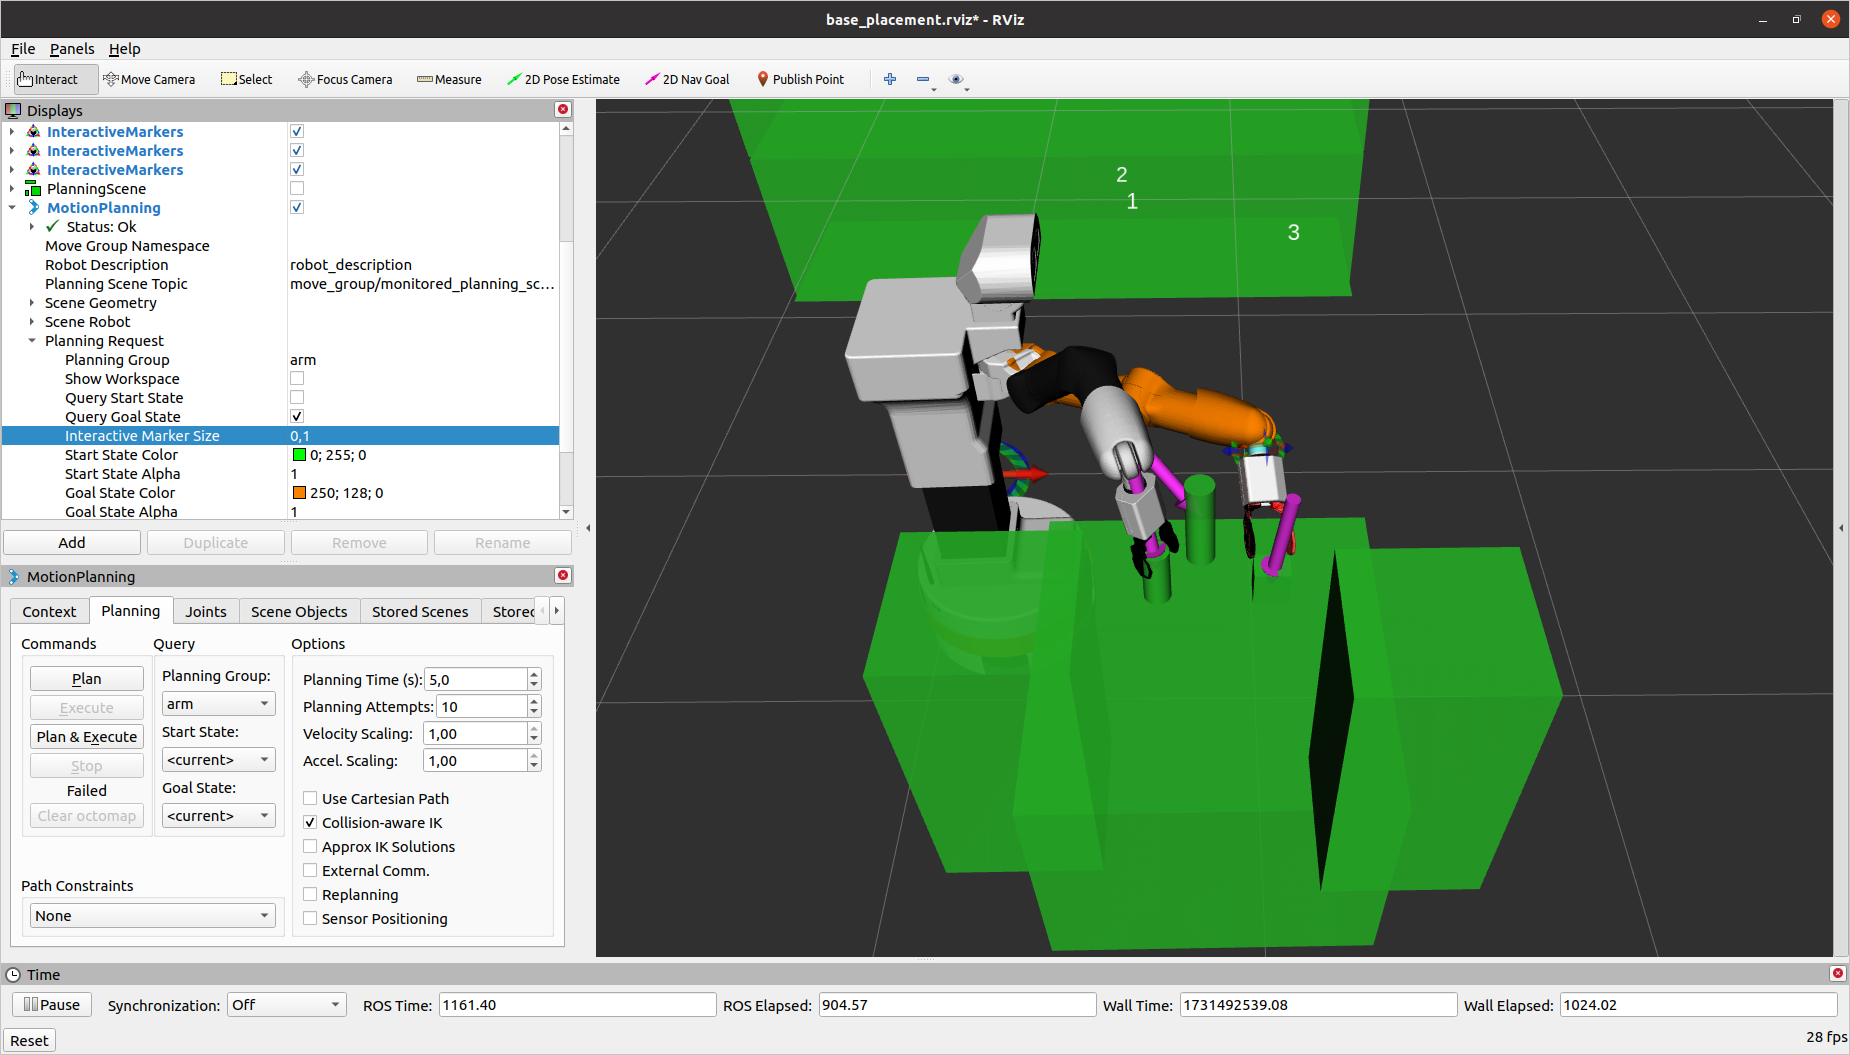 base_placement.rviz* - RViz
File Panels Help
Interact Move Camera Select Focus Camera Measure 2D Pose Estimate 2D Nav Goal Publish Point
Displays
InteractiveMarkers
InteractiveMarkers
InteractiveMarkers
PlanningScene
MotionPlanning
Status: Ok
Move Group Namespace
Robot Description robot_description
Planning Scene Topic move_group/monitored_planning_sc...
Scene Geometry
Scene Robot
Planning Request
Planning Group arm
Show Workspace
Query Start State
Query Goal State
Interactive Marker Size 0,1
Start State Color 0; 255; 0
Start State Alpha 1
Goal State Color 250; 128; 0
Goal State Alpha 1
Add Duplicate Remove Rename
MotionPlanning
Context Planning Joints Scene Objects Stored Scenes Storec
Commands Query Options
Plan
Execute
Plan & Execute
Stop
Failed
Clear octomap
Planning Group:
arm
Start State:
<current>
Goal State:
<current>
Planning Time (s): 5,0
Planning Attempts: 10
Velocity Scaling: 1,00
Accel. Scaling: 1,00
Use Cartesian Path
Collision-aware IK
Approx IK Solutions
External Comm.
Replanning
Sensor Positioning
Path Constraints
None
2
1
3
Time
Pause Synchronization: Off ROS Time: 1161.40 ROS Elapsed: 904.57 Wall Time: 1731492539.08 Wall Elapsed: 1024.02
Reset 28 fps